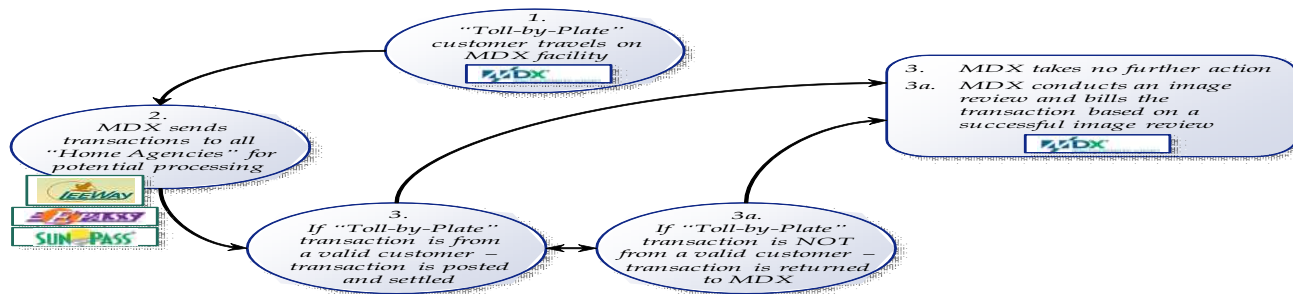 1.
“Toll-by-Plate”
customer travels on
MDX facility
MDX
2.
MDX sends
transactions to all
“Home Agencies” for
potential processing
LEEWAY
E-PASS
SUNPASS
3.
If “Toll-by-Plate”
transaction is from
a valid customer –
transaction is posted
and settled
3a.
If “Toll-by-Plate”
transaction is NOT
from a valid customer –
transaction is returned
to MDX
3. MDX takes no further action
3a. MDX conducts an image
review and bills the
transaction based on a
successful image review
MDX